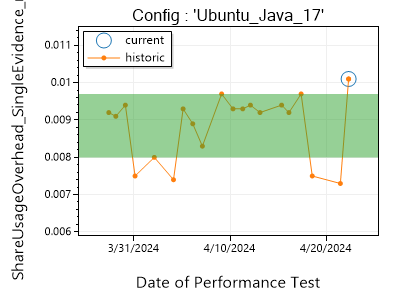 Config : 'Ubuntu_Java_17'
current
historic
0.011
0.01
0.009
0.008
0.007
0.006
ShareUsageOverhead_SingleEvidence_
3/31/2024
4/10/2024
4/20/2024
Date of Performance Test